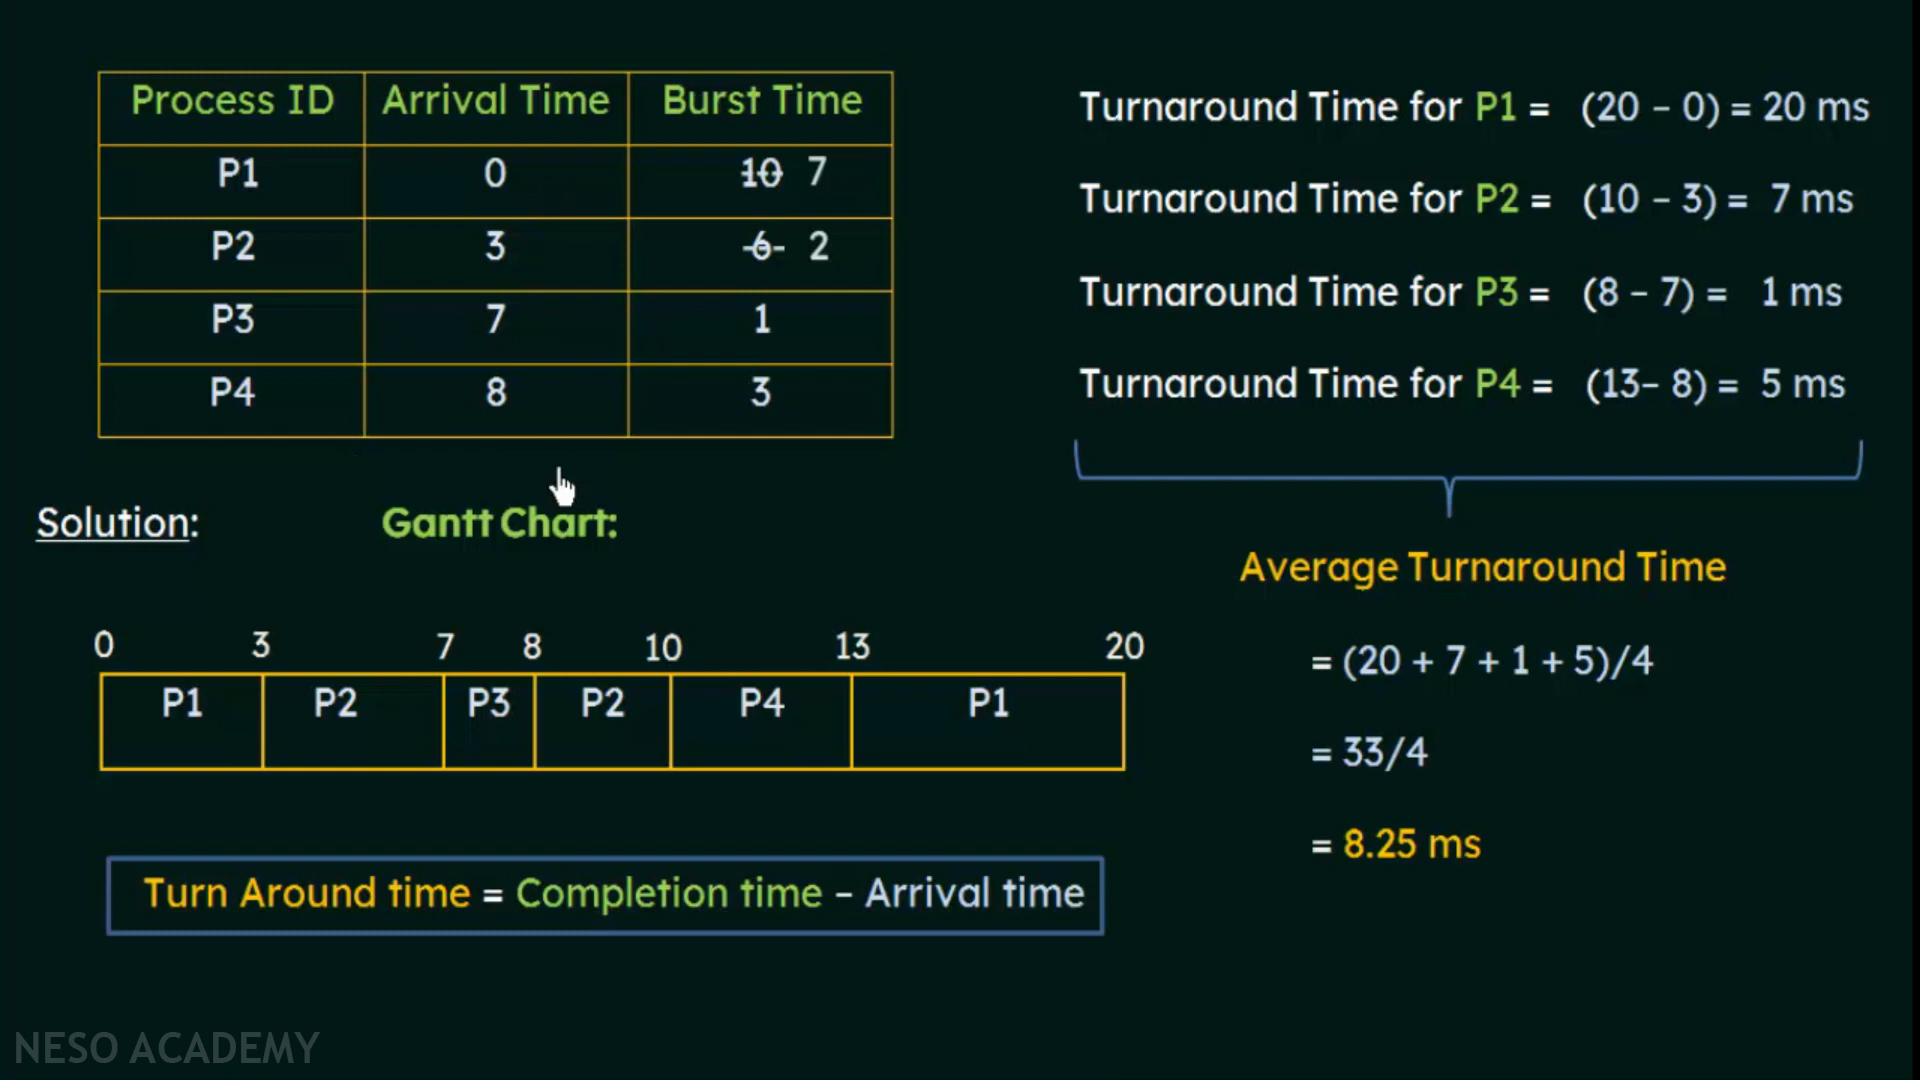 Process ID Arrival Time Burst Time
P1 0 10 7
P2 3 6 2
P3 7 1
P4 8 3
Turnaround Time for P1 = (20 – 0) = 20 ms
Turnaround Time for P2 = (10 – 3) = 7 ms
Turnaround Time for P3 = (8 – 7) = 1 ms
Turnaround Time for P4 = (13– 8) = 5 ms
Solution: Gantt Chart:
0 3 7 8 10 13 20
P1 P2 P3 P2 P4 P1
Turn Around time = Completion time – Arrival time
Average Turnaround Time
= (20 + 7 + 1 + 5)/4
= 33/4
= 8.25 ms
NESO ACADEMY